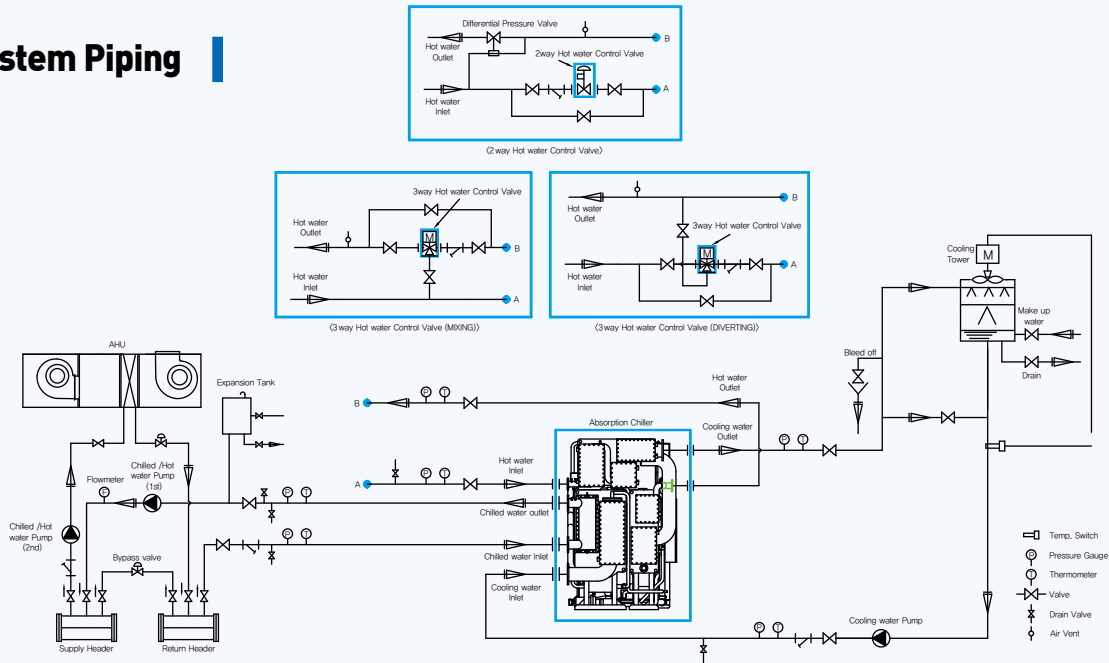 stem Piping
Differential Pressure Valve
Hot water
Outlet
B
2way Hot water Control Valve
Hot water
Inlet
A
〈2way Hot water Control Valve〉
3way Hot water Control Valve
M
Hot water
Outlet
B
Hot water
Inlet
A
〈3way Hot water Control Valve (MIXING)〉
Hot water
Outlet
B
3way Hot water Control Valve
M
Hot water
Inlet
A
〈3way Hot water Control Valve (DIVERTING)〉
Cooling
Tower
M
Make up
water
Drain
Bleed off
AHU
Expansion Tank
B
P
T
Hot water
Outlet
Absorption Chiller
Cooling water
Outlet
P
T
Flowmeter
F
Chilled /Hot
water Pump
(1st)
A
P
T
Hot water
Inlet
P
T
Chilled water outlet
Chilled /Hot
water Pump
(2nd)
P
T
Chilled water Inlet
Bypass valve
Cooling water
Inlet
Supply Header
Return Header
P
T
Cooling water Pump
Temp. Switch
P
Pressure Gauge
T
Thermometer
Valve
Drain Valve
Air Vent